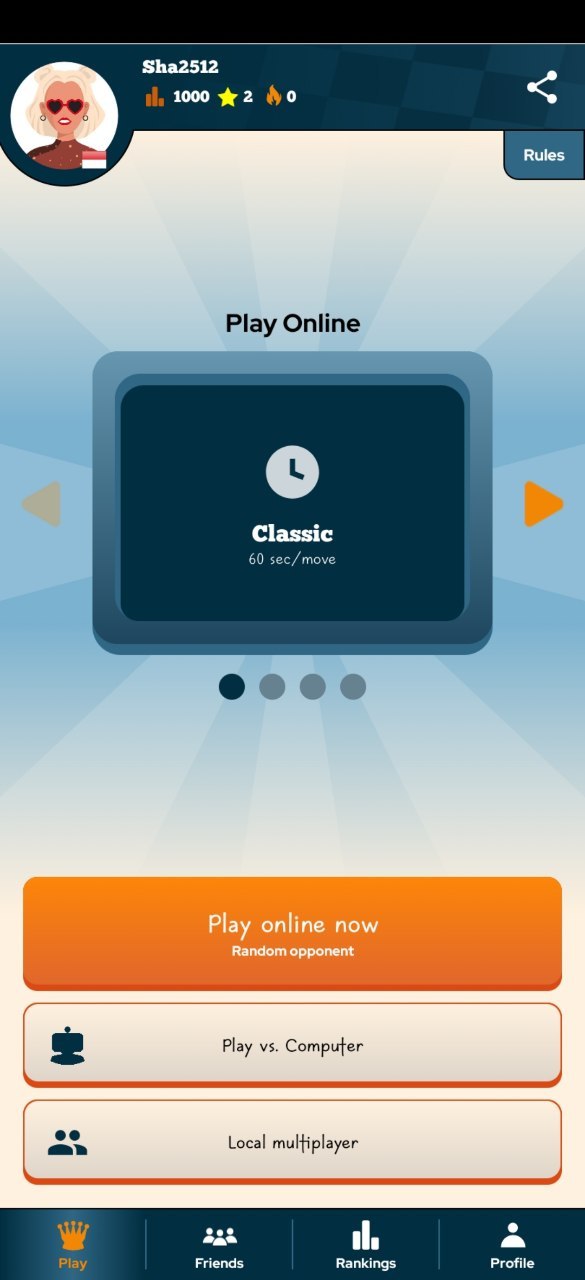 Sha2512
1000 2 0
Rules
Play Online
Classic
60 sec/move
Play online now
Random opponent
Play vs. Computer
Local multiplayer
Play Friends Rankings Profile